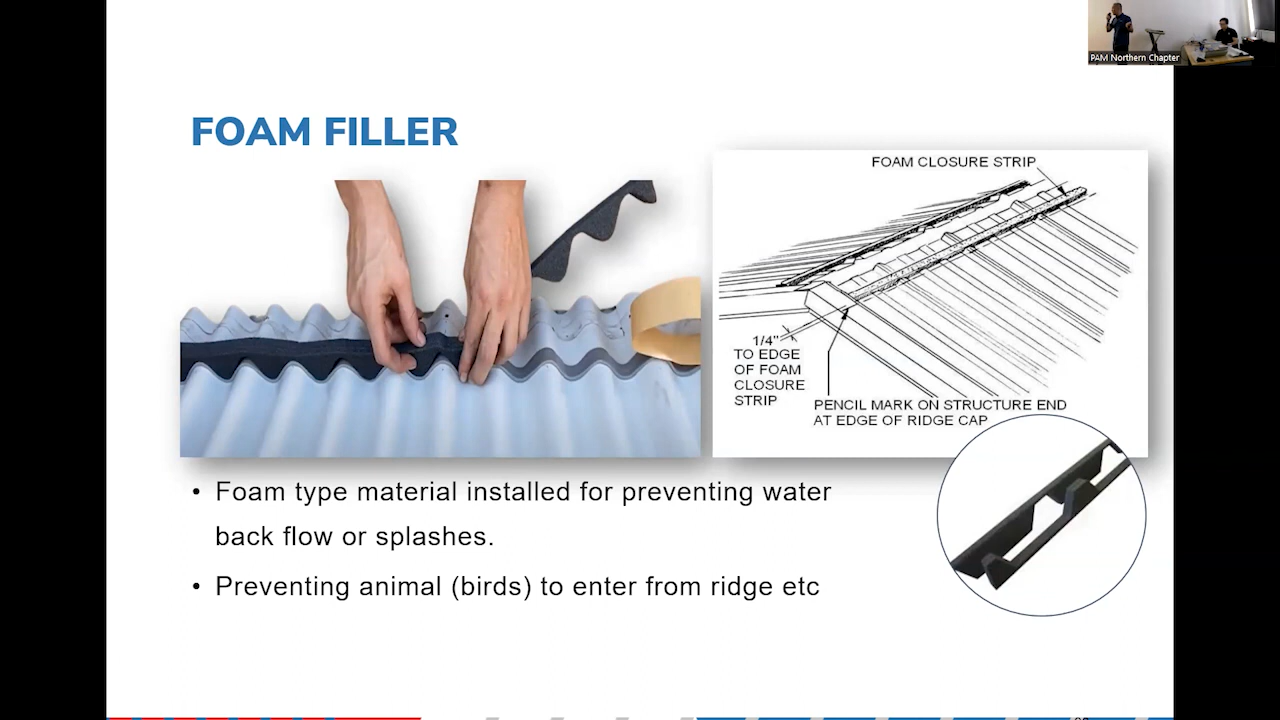 PAM Northern Chapter
FOAM FILLER
FOAM CLOSURE STRIP
1/4"
TO EDGE
OF FOAM
CLOSURE
STRIP
PENCIL MARK ON STRUCTURE END
AT EDGE OF RIDGE CAP
• Foam type material installed for preventing water
back flow or splashes.
• Preventing animal (birds) to enter from ridge etc